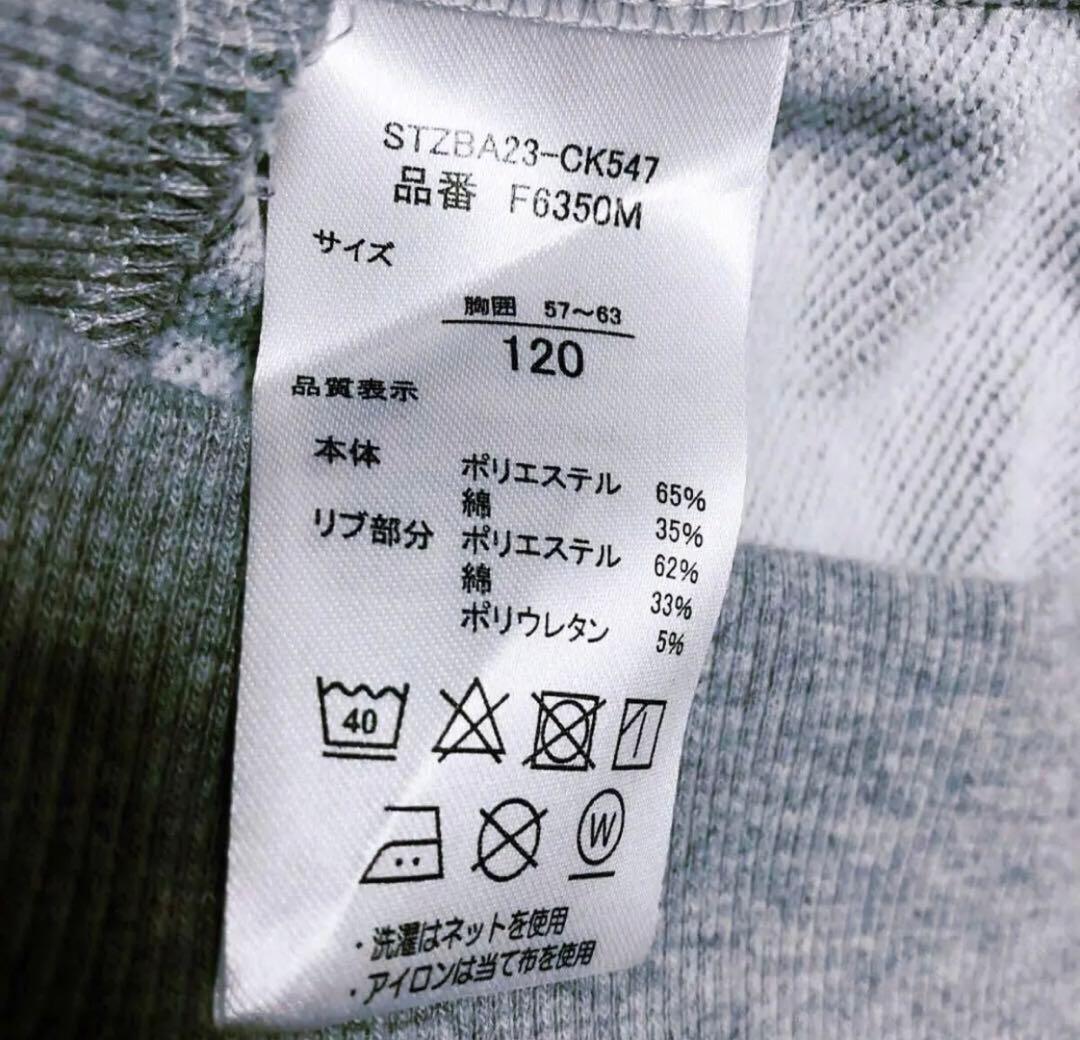 STZBA23-CK547
品番 F6350M
サイズ
胸囲 57〜63
120
品質表示
本体 ポリエステル 65%
綿 35%
リブ部分 ポリエステル 62%
綿 33%
ポリウレタン 5%
40
W
・洗濯はネットを使用
・アイロンは当て布を使用